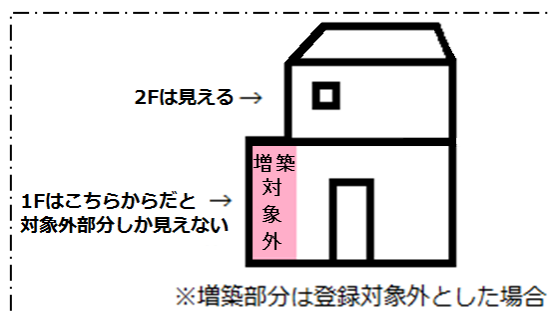 2Fは見える→
増築
対
象
外
1Fはこちらからだと→
対象外部分しか見えない
※増築部分は登録対象外とした場合